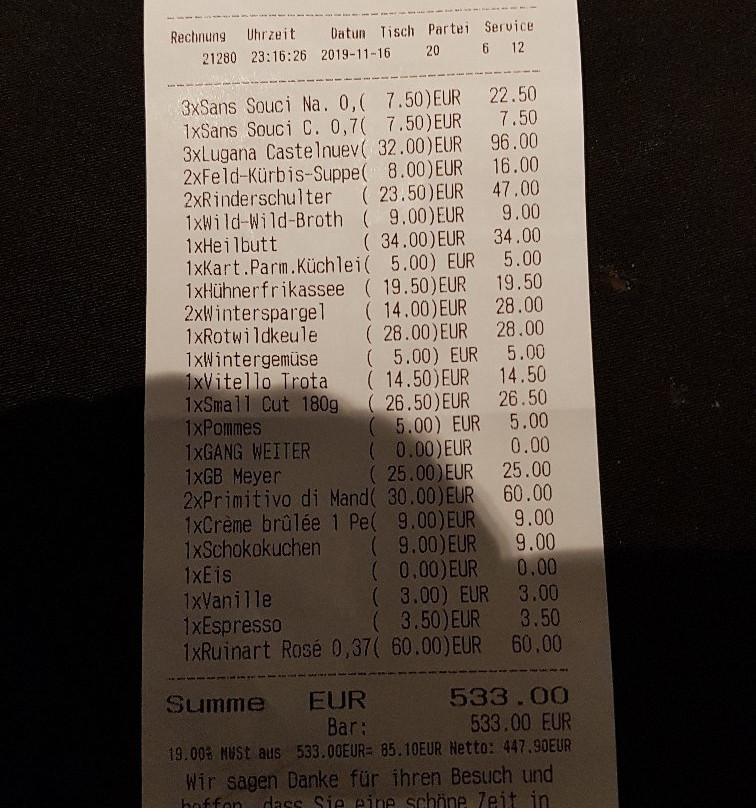 Rechnung Uhrzeit Datum Tisch Partei Service
21280 23:16:26 2019-11-16 20 6 12
3xSans Souci Na. 0,( 7.50)EUR 22.50
1xSans Souci C. 0,7( 7.50)EUR 7.50
3xLugana Castelnuev( 32.00)EUR 96.00
2xFeld-Kürbis-Suppe( 8.00)EUR 16.00
2xRinderschulter ( 23.50)EUR 47.00
1xWild-Wild-Broth ( 9.00)EUR 9.00
1xHeilbutt ( 34.00)EUR 34.00
1xKart.Parm.Küchlei( 5.00) EUR 5.00
1xHühnerfrikassee ( 19.50)EUR 19.50
2xWinterspargel ( 14.00)EUR 28.00
1xRotwildkeule ( 28.00)EUR 28.00
1xWintergemüse ( 5.00) EUR 5.00
1xVitello Trota ( 14.50)EUR 14.50
1xSmall Cut 180g ( 26.50)EUR 26.50
1xPommes ( 5.00) EUR 5.00
1xGANG WEITER ( 0.00)EUR 0.00
1xGB Meyer ( 25.00)EUR 25.00
2xPrimitivo di Mand( 30.00)EUR 60.00
1xCrème brûlée 1 Pe( 9.00)EUR 9.00
1xSchokokuchen ( 9.00)EUR 9.00
1xEis ( 0.00)EUR 0.00
1xVanille ( 3.00) EUR 3.00
1xEspresso ( 3.50)EUR 3.50
1xRuinart Rosé 0,37( 60.00)EUR 60.00
Summe EUR 533.00
Bar: 533.00 EUR
19.00% MWSt aus 533.00EUR= 85.10EUR Netto: 447.90EUR
Wir sagen Danke für ihren Besuch und
hoffen, dass Sie eine schöne Zeit in